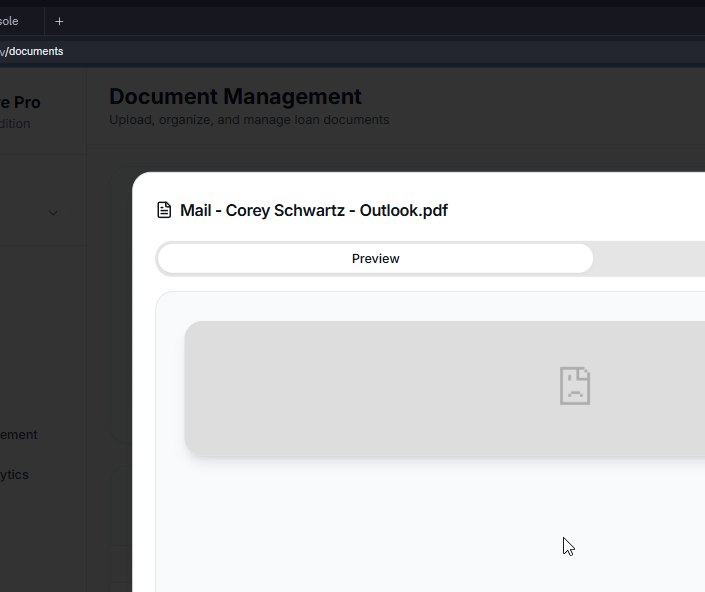 sole
+
v/documents
e Pro
dition
Document Management
Upload, organize, and manage loan documents
Mail - Corey Schwartz - Outlook.pdf
Preview
ement
ytics